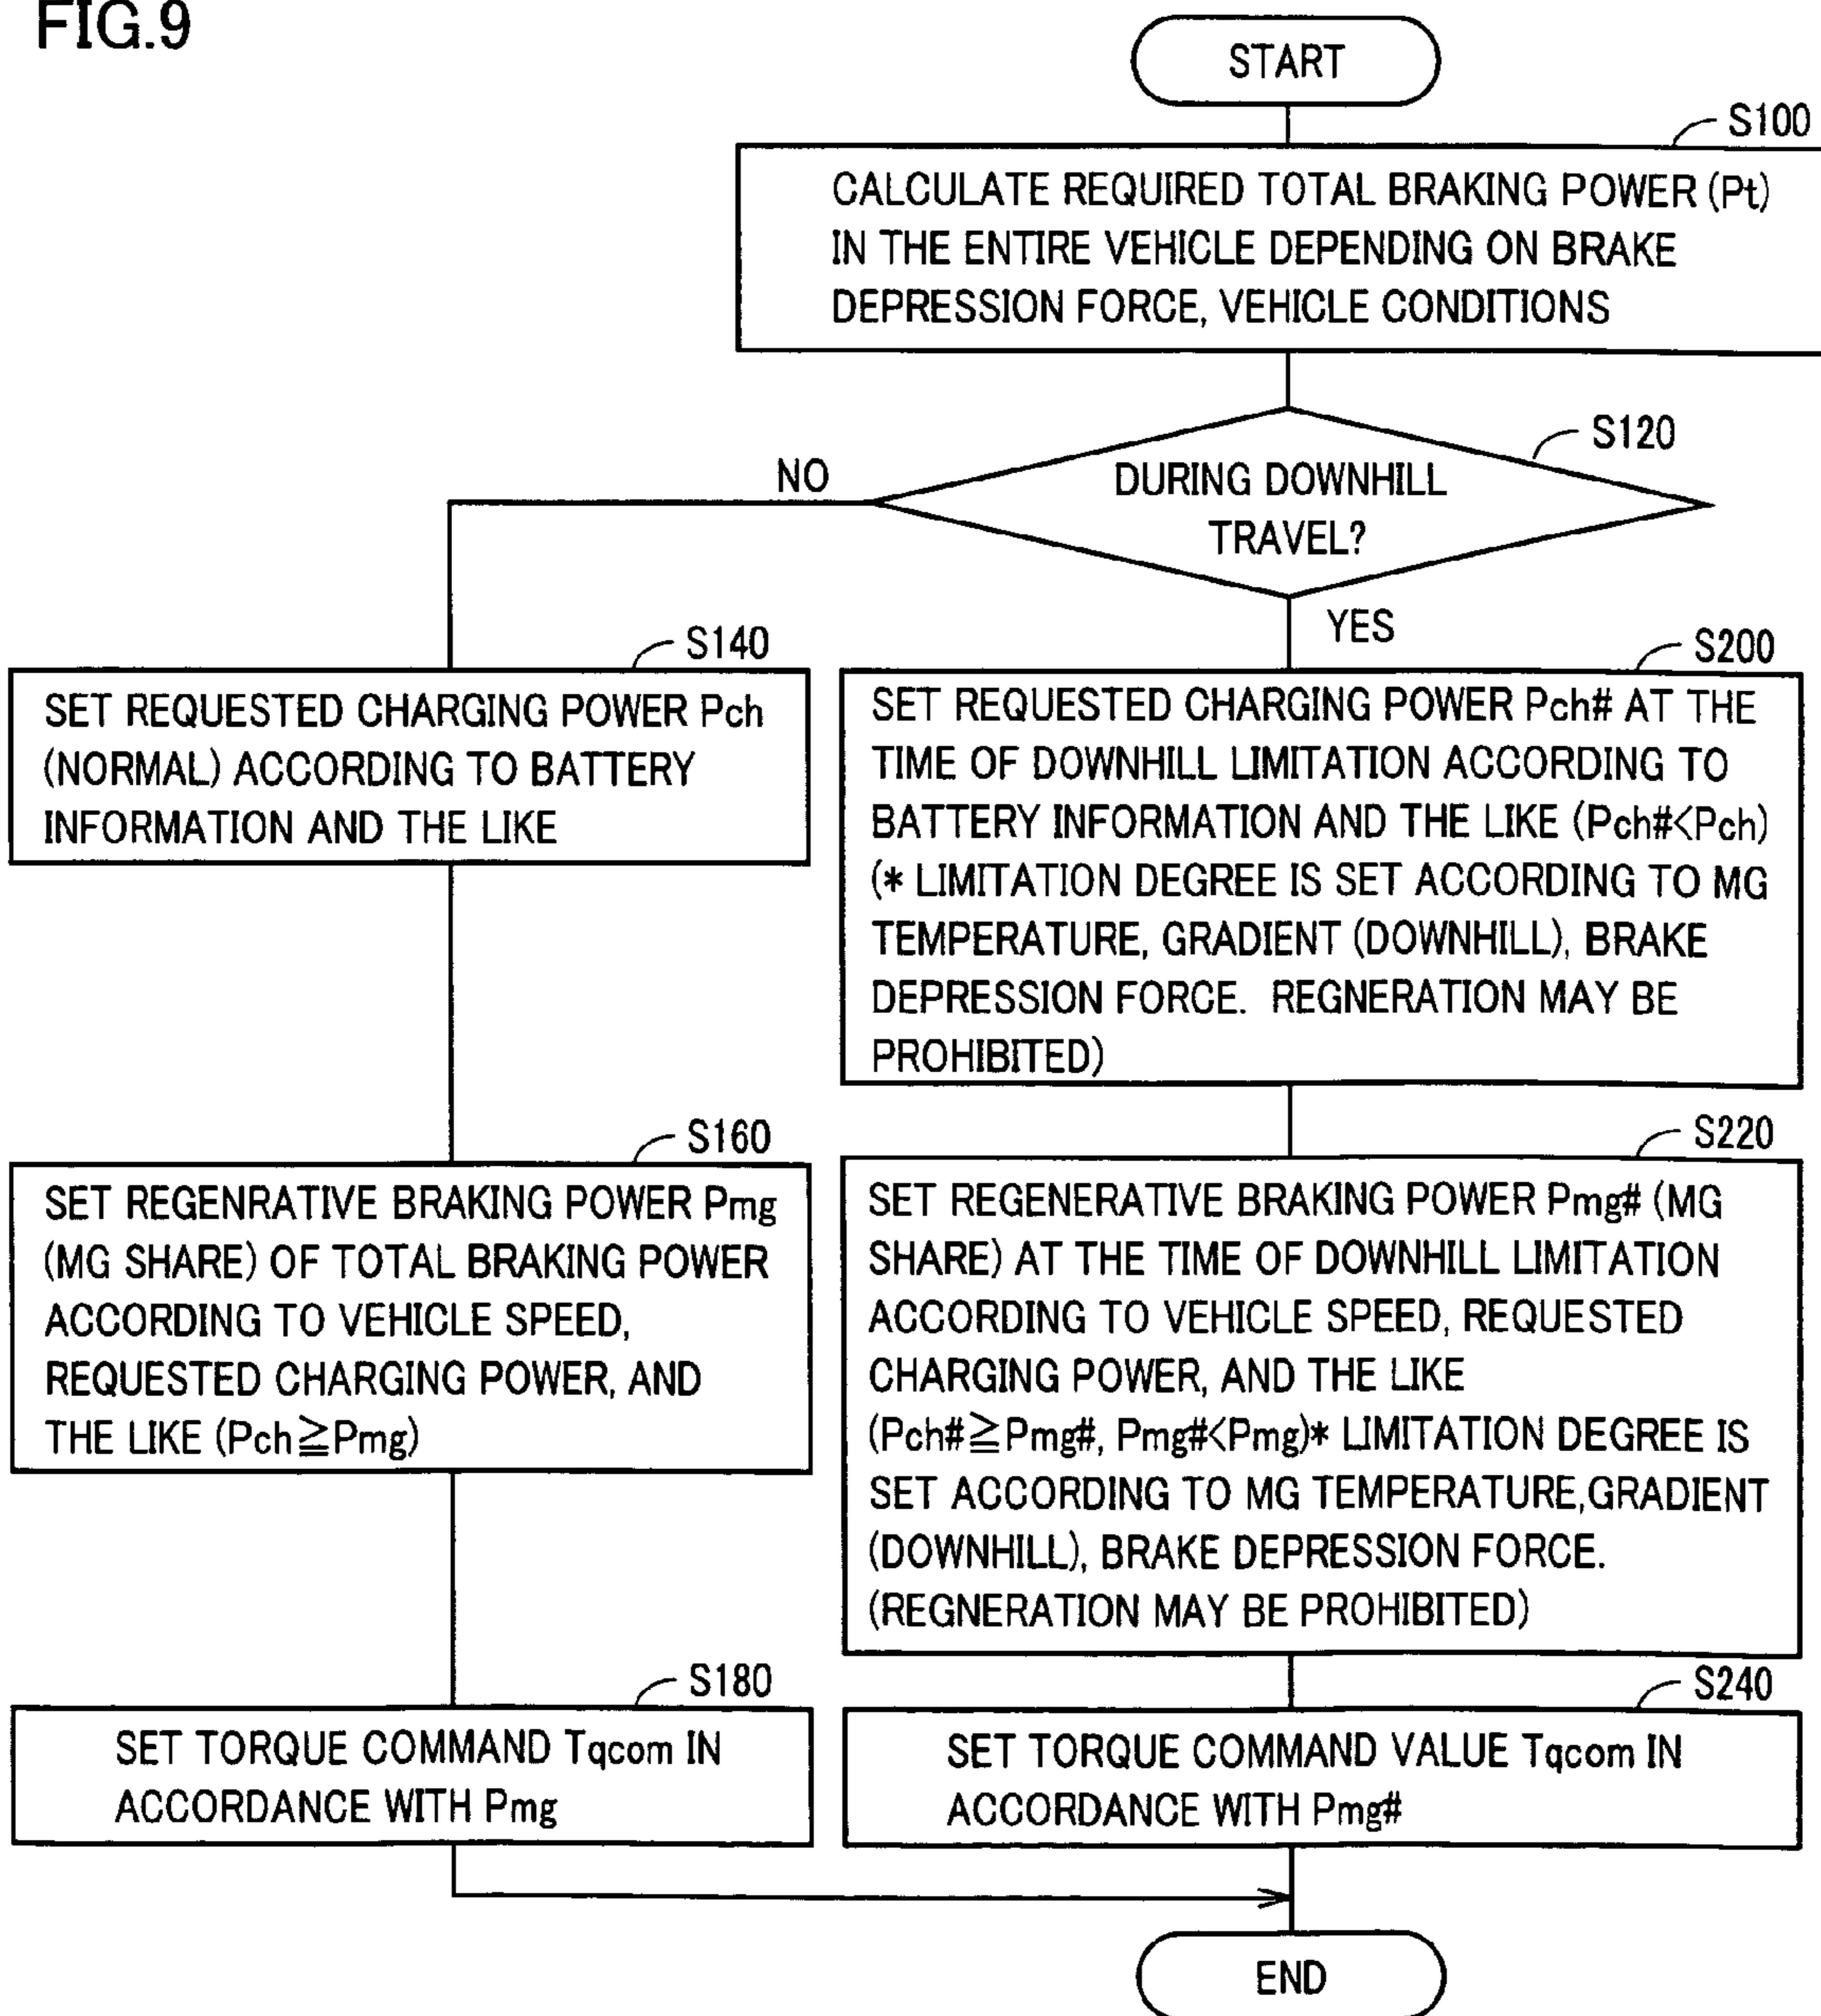 FIG.9
START
S100
CALCULATE REQUIRED TOTAL BRAKING POWER (Pt)
IN THE ENTIRE VEHICLE DEPENDING ON BRAKE
DEPRESSION FORCE, VEHICLE CONDITIONS
S120
DURING DOWNHILL
TRAVEL?
NO
YES
S140
SET REQUESTED CHARGING POWER Pch
(NORMAL) ACCORDING TO BATTERY
INFORMATION AND THE LIKE
S160
SET REGENRATIVE BRAKING POWER Pmg
(MG SHARE) OF TOTAL BRAKING POWER
ACCORDING TO VEHICLE SPEED,
REQUESTED CHARGING POWER, AND
THE LIKE (Pch≧Pmg)
S180
SET TORQUE COMMAND Tqcom IN
ACCORDANCE WITH Pmg
S200
SET REQUESTED CHARGING POWER Pch# AT THE
TIME OF DOWNHILL LIMITATION ACCORDING TO
BATTERY INFORMATION AND THE LIKE (Pch#<Pch)
(* LIMITATION DEGREE IS SET ACCORDING TO MG
TEMPERATURE, GRADIENT (DOWNHILL), BRAKE
DEPRESSION FORCE. REGNERATION MAY BE
PROHIBITED)
S220
SET REGENERATIVE BRAKING POWER Pmg# (MG
SHARE) AT THE TIME OF DOWNHILL LIMITATION
ACCORDING TO VEHICLE SPEED, REQUESTED
CHARGING POWER, AND THE LIKE
(Pch#≧Pmg#, Pmg#<Pmg)* LIMITATION DEGREE IS
SET ACCORDING TO MG TEMPERATURE,GRADIENT
(DOWNHILL), BRAKE DEPRESSION FORCE.
(REGNERATION MAY BE PROHIBITED)
S240
SET TORQUE COMMAND VALUE Tqcom IN
ACCORDANCE WITH Pmg#
END